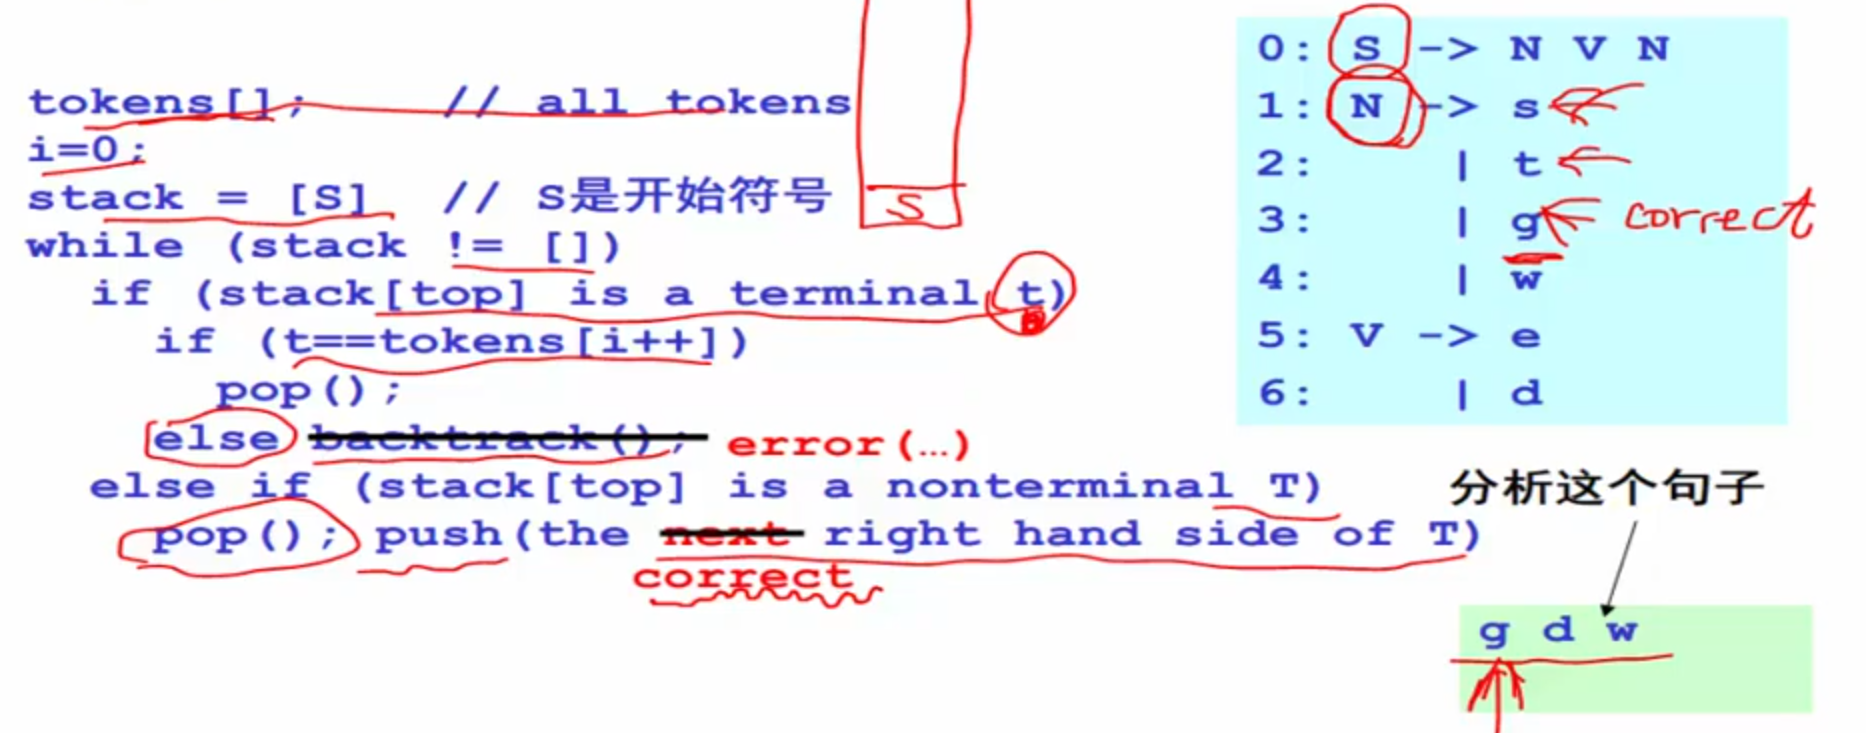 tokens[];      // all tokens
i=0;
stack = [S]  // S是开始符号
while (stack != [])
if (stack[top] is a terminal t)
if (t==tokens[i++])
pop();
else backtrack(); error(…)
else if (stack[top] is a nonterminal T)
pop(); push(the next right hand side of T)
correct
S
0: S -> N V N
1: N -> s
2: | t
3: | g correct
4: | w
5: V -> e
6: | d
分析这个句子
g d w